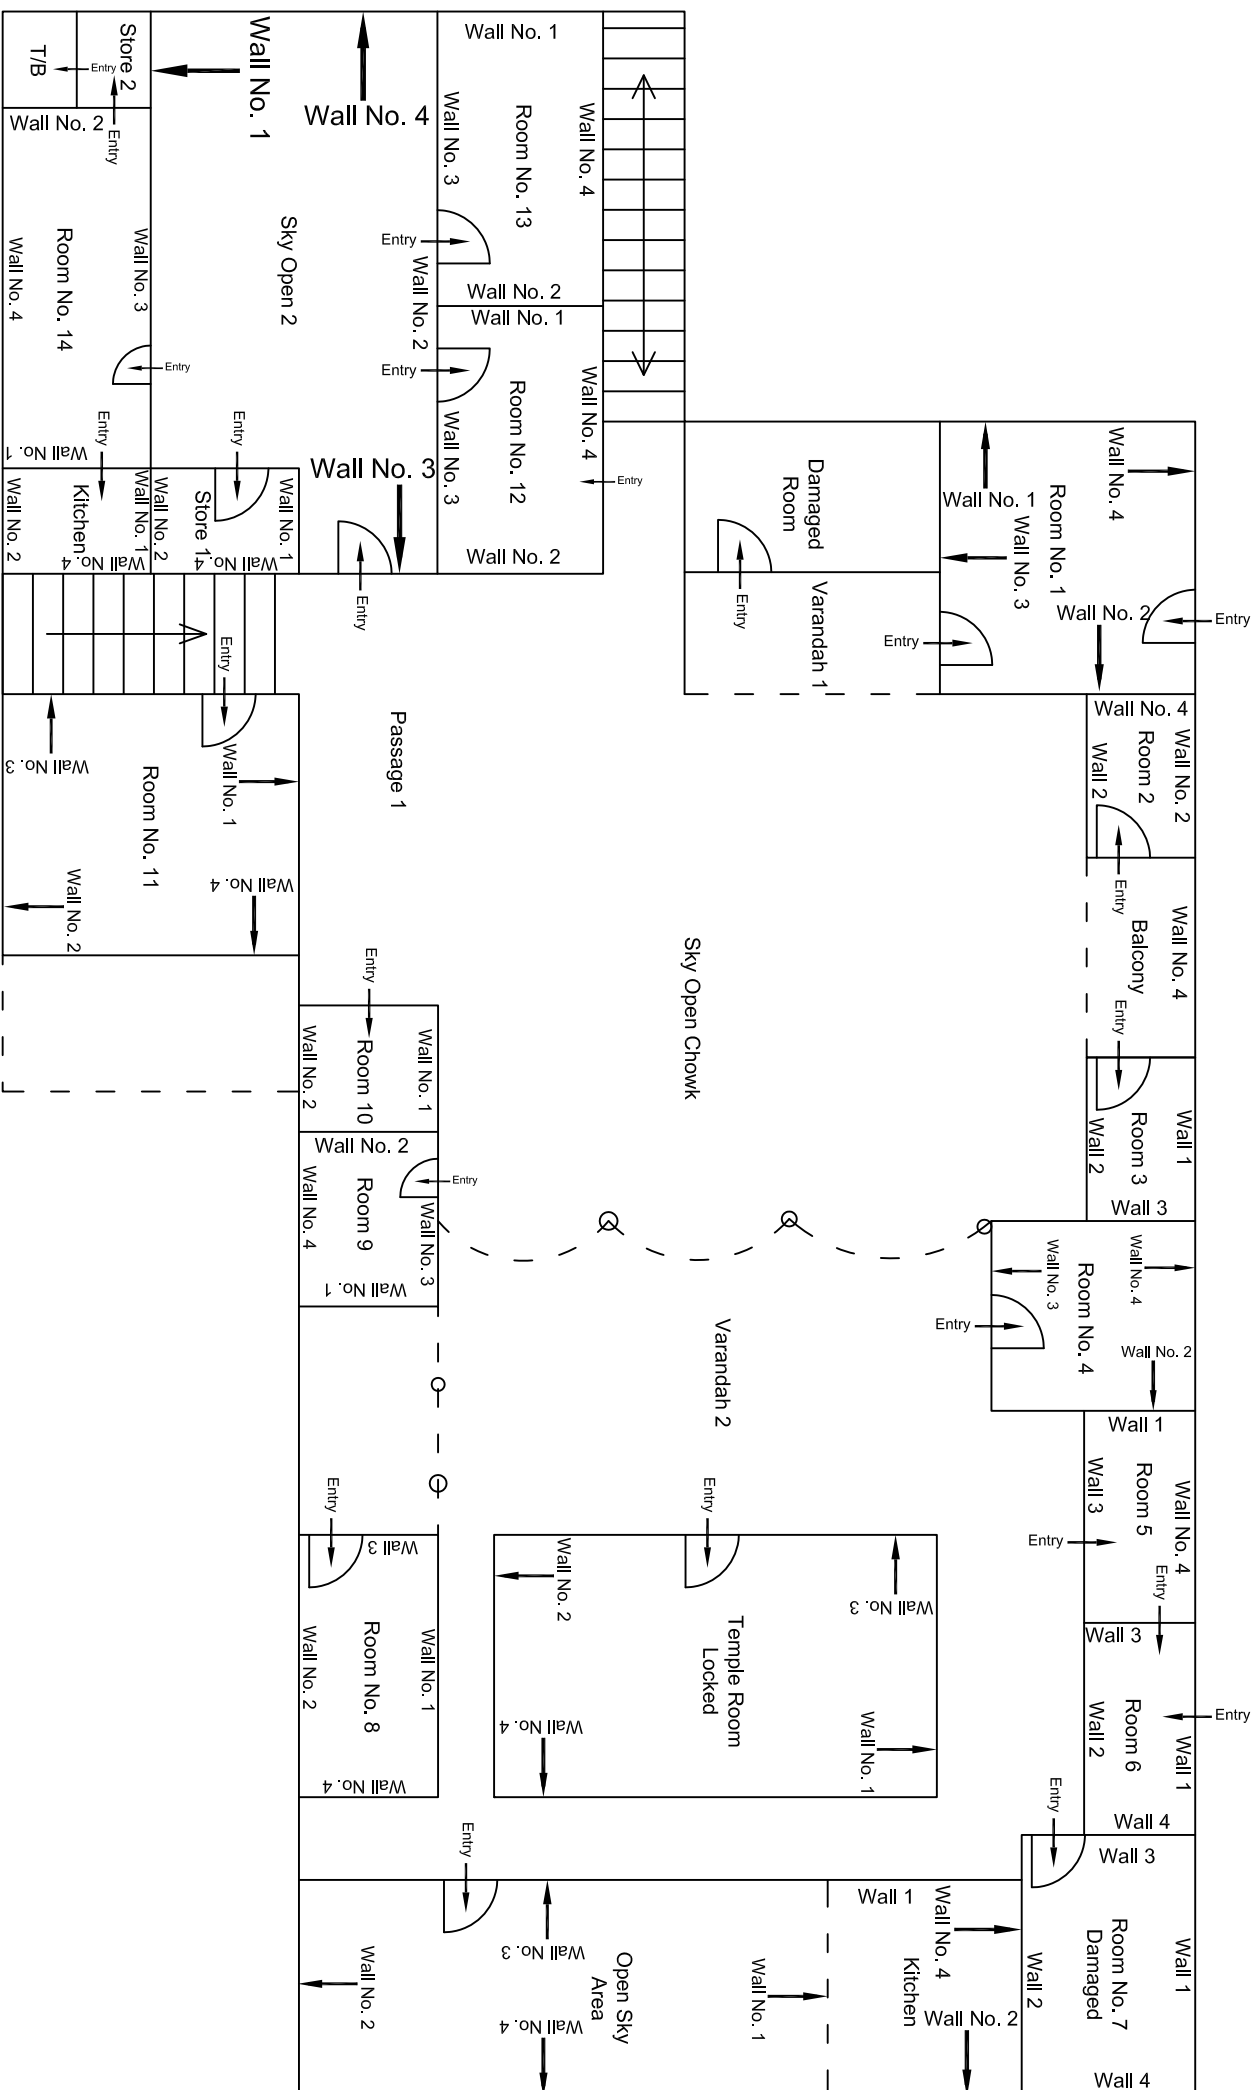 Wall No. 1
Store 2
Entry
T/B
Wall No. 2
Entry
Wall No. 1
Wall No. 4
Wall No. 3
Room No. 13
Wall No. 4
Entry
Wall No. 2
Wall No. 2
Wall No. 1
Sky Open 2
Wall No. 3
Room No. 14
Wall No. 4
Entry
Entry
Room No. 12
Wall No. 4
Wall No. 3
Entry
Wall No. 2
Wall No. 3
Entry
Entry
Wall No. 1
Wall No. 2
Kitchen
Wall No. 1
Wall No. 4
Wall No. 2
Store 1
Wall No. 1
Wall No. 4
Entry
Entry
Damaged
Room
Entry
Varandah 1
Wall No. 1
Room No. 1
Wall No. 3
Wall No. 4
Wall No. 2
Entry
Entry
Wall No. 4
Room 2
Wall No. 2
Wall 2
Entry
Balcony
Wall No. 4
Entry
Wall 1
Room 3
Wall 2
Wall 3
Passage 1
Sky Open Chowk
Wall No. 3
Wall No. 1
Room No. 11
Wall No. 4
Wall No. 2
Entry
Wall No. 1
Room 10
Wall No. 2
Wall No. 2
Entry
Room 9
Wall No. 4
Wall No. 3
Wall No. 1
Wall No. 3
Wall No. 4
Room No. 4
Entry
Wall No. 2
Varandah 2
Wall 1
Room 5
Wall No. 4
Wall 3
Entry
Entry
Wall 3
Room 6
Wall 2
Wall 1
Entry
Wall 4
Entry
Entry
Wall 3
Wall No. 1
Room No. 8
Wall No. 2
Wall No. 4
Entry
Wall No. 2
Wall No. 3
Temple Room
Locked
Wall No. 4
Wall No. 1
Entry
Wall No. 3
Wall No. 2
Open Sky
Area
Wall No. 4
Wall No. 1
Wall 1
Wall No. 4
Kitchen
Wall No. 2
Wall 3
Wall 2
Room No. 7
Damaged
Wall 1
Wall 4